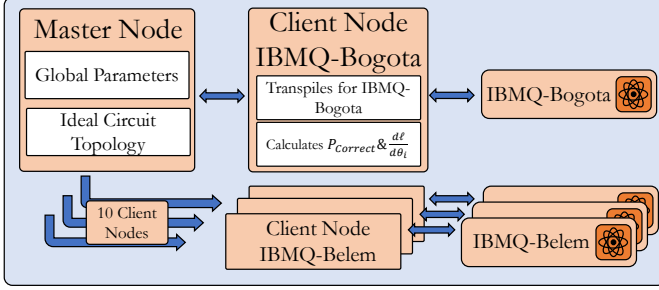 Master Node
Global Parameters
Ideal Circuit
Topology
Client Node
IBMQ-Bogota
Transpiles for IBMQ-
Bogota
Calculates P_Correct & dℓ/dθ_i
IBMQ-Bogota
10 Client
Nodes
Client Node
IBMQ-Belem
IBMQ-Belem